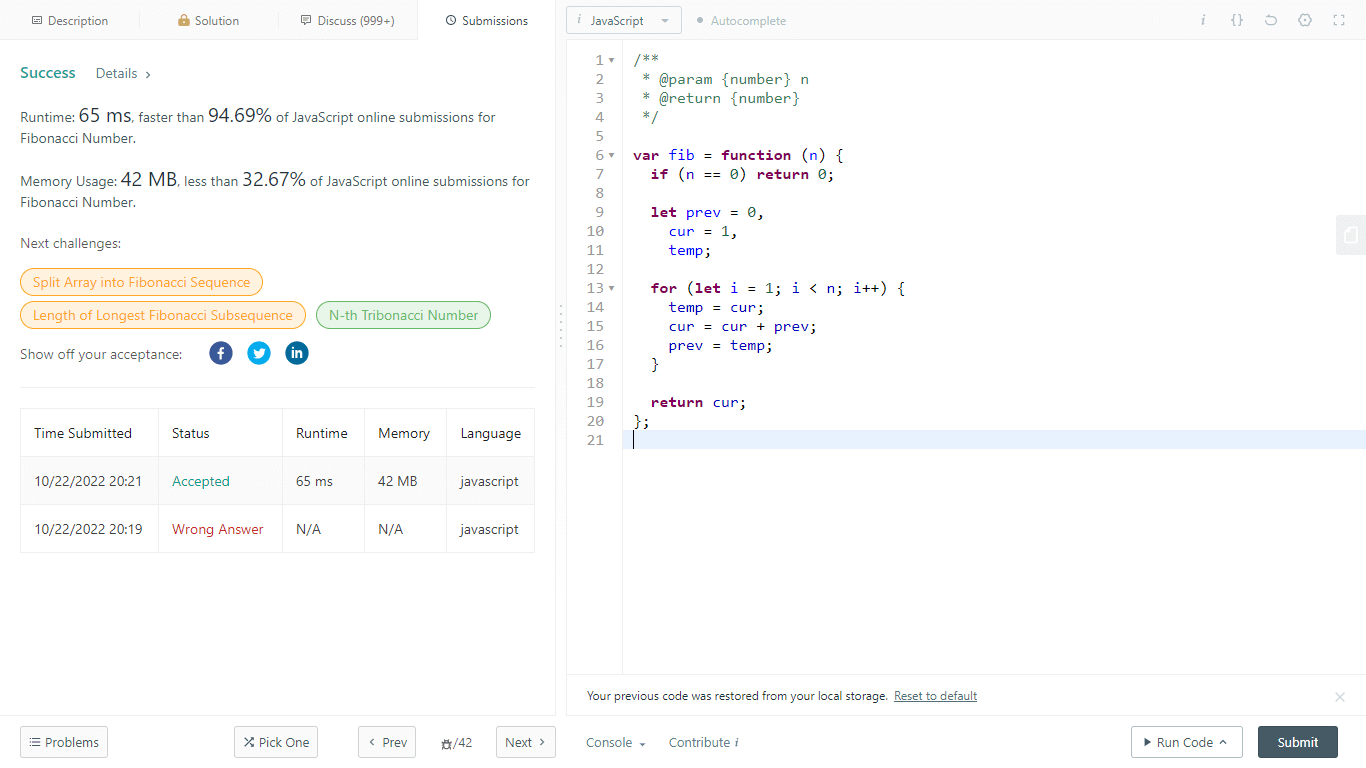 Description
Solution
Discuss (999+)
Submissions
Success
Details ›
Runtime: 65 ms, faster than 94.69% of JavaScript online submissions for
Fibonacci Number.
Memory Usage: 42 MB, less than 32.67% of JavaScript online submissions for
Fibonacci Number.
Next challenges:
Split Array into Fibonacci Sequence
Length of Longest Fibonacci Subsequence
N-th Tribonacci Number
Show off your acceptance:
Time Submitted Status Runtime Memory Language
10/22/2022 20:21 Accepted 65 ms 42 MB javascript
10/22/2022 20:19 Wrong Answer N/A N/A javascript
Problems
Pick One
‹ Prev
/42
Next ›
i JavaScript
Autocomplete
i {}
1 /**
2  * @param {number} n
3  * @return {number}
4  */
5
6 var fib = function (n) {
7   if (n == 0) return 0;
8
9   let prev = 0,
10     cur = 1,
11     temp;
12
13   for (let i = 1; i < n; i++) {
14     temp = cur;
15     cur = cur + prev;
16     prev = temp;
17   }
18
19   return cur;
20 };
21
Your previous code was restored from your local storage. Reset to default
Console
Contribute i
Run Code
Submit